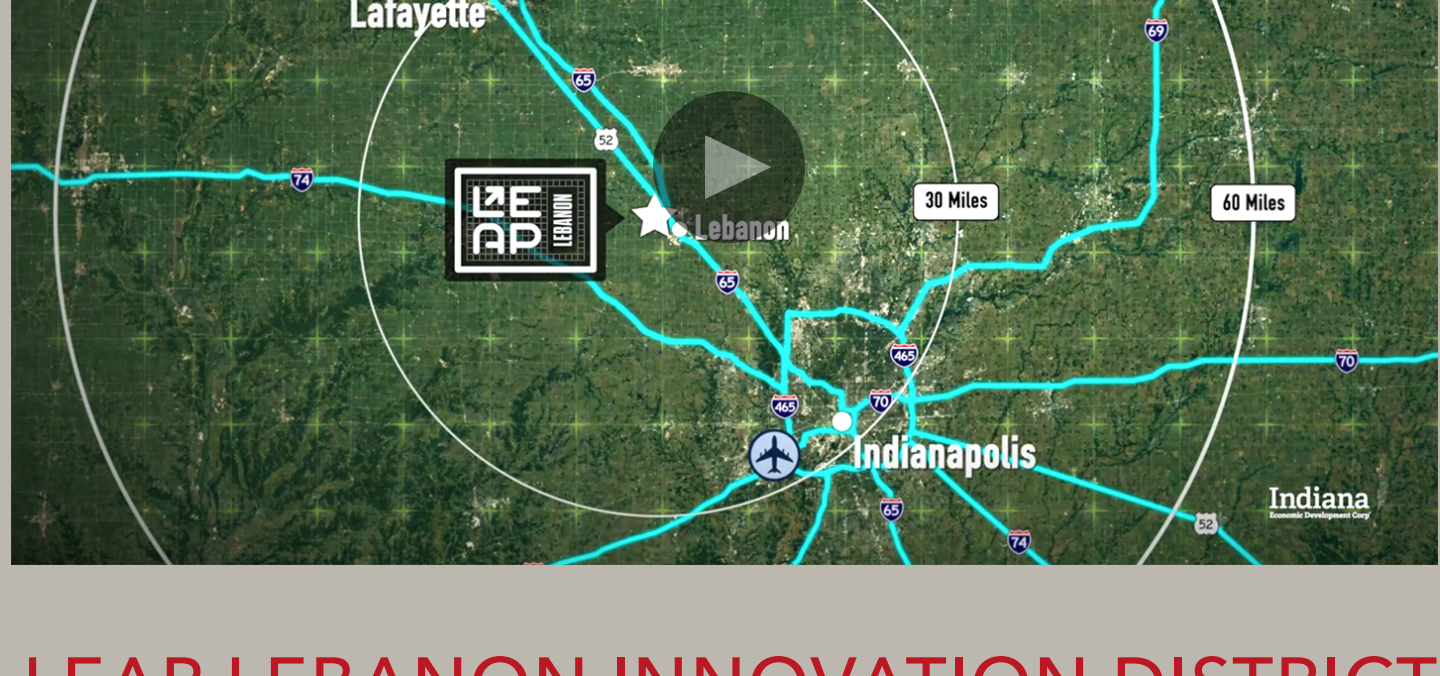 Lafayette
69
65
52
74
LEAP
LEBANON
Lebanon
30 Miles
60 Miles
65
465
70
465
70
Indianapolis
65
74
52
Indiana
Economic Development Corp
LEAP LEBANON INNOVATION DISTRICT